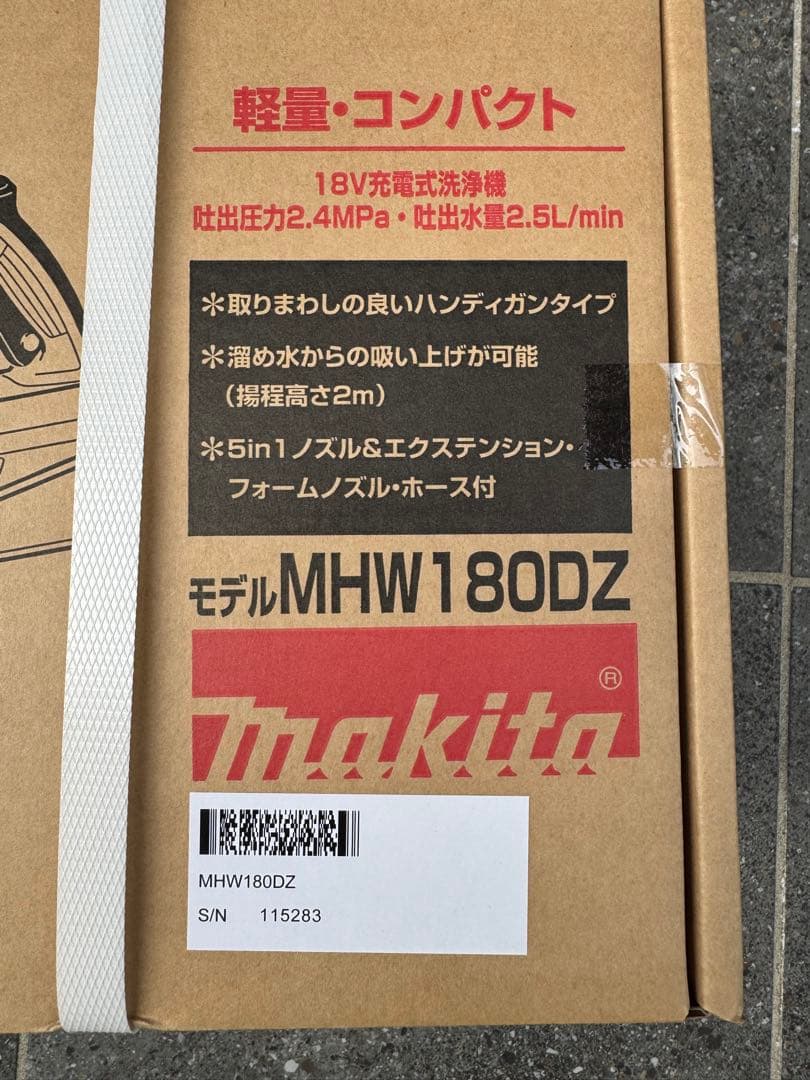 軽量・コンパクト
18V充電式洗浄機
吐出圧力2.4MPa・吐出水量2.5L/min
＊取りまわしの良いハンディガンタイプ
＊溜め水からの吸い上げが可能
（揚程高さ2m）
＊5in1ノズル&エクステンション・
フォームノズル・ホース付
モデルMHW180DZ
makita®
MHW180DZ
S/N 115283